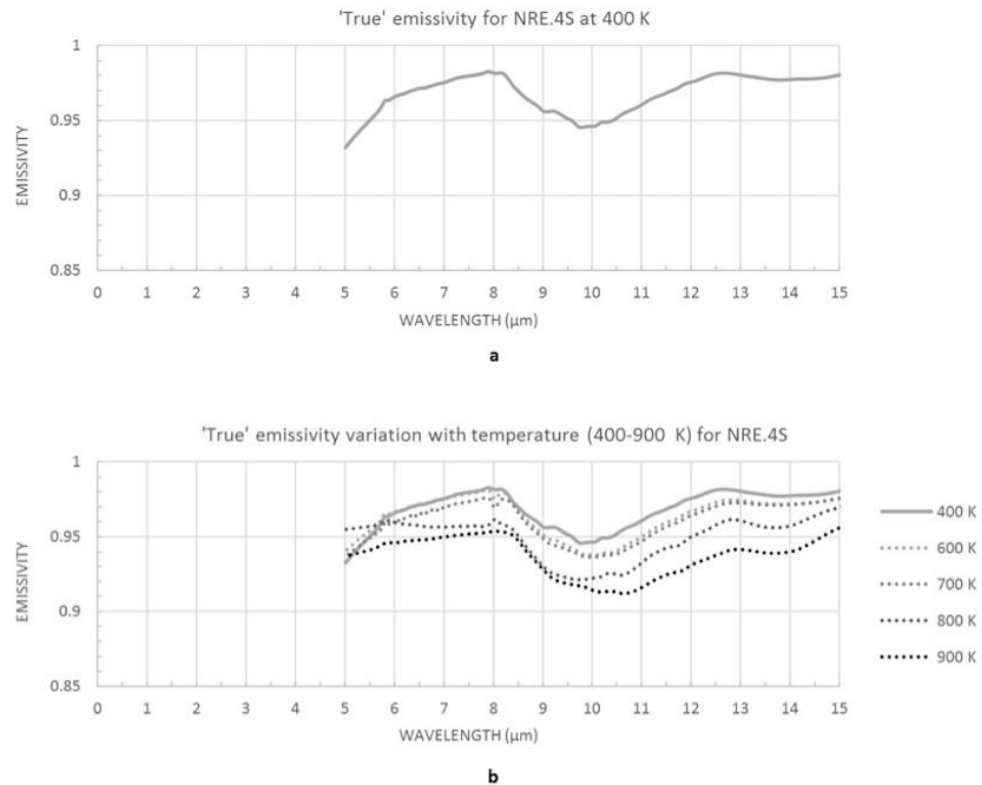 'True' emissivity for NRE.4S at 400 K
1
0.95
0.9
0.85
EMISSIVITY
0 1 2 3 4 5 6 7 8 9 10 11 12 13 14 15
WAVELENGTH (μm)
a
'True' emissivity variation with temperature (400-900 K) for NRE.4S
1
0.95
0.9
0.85
EMISSIVITY
0 1 2 3 4 5 6 7 8 9 10 11 12 13 14 15
WAVELENGTH (μm)
400 K
600 K
700 K
800 K
900 K
b